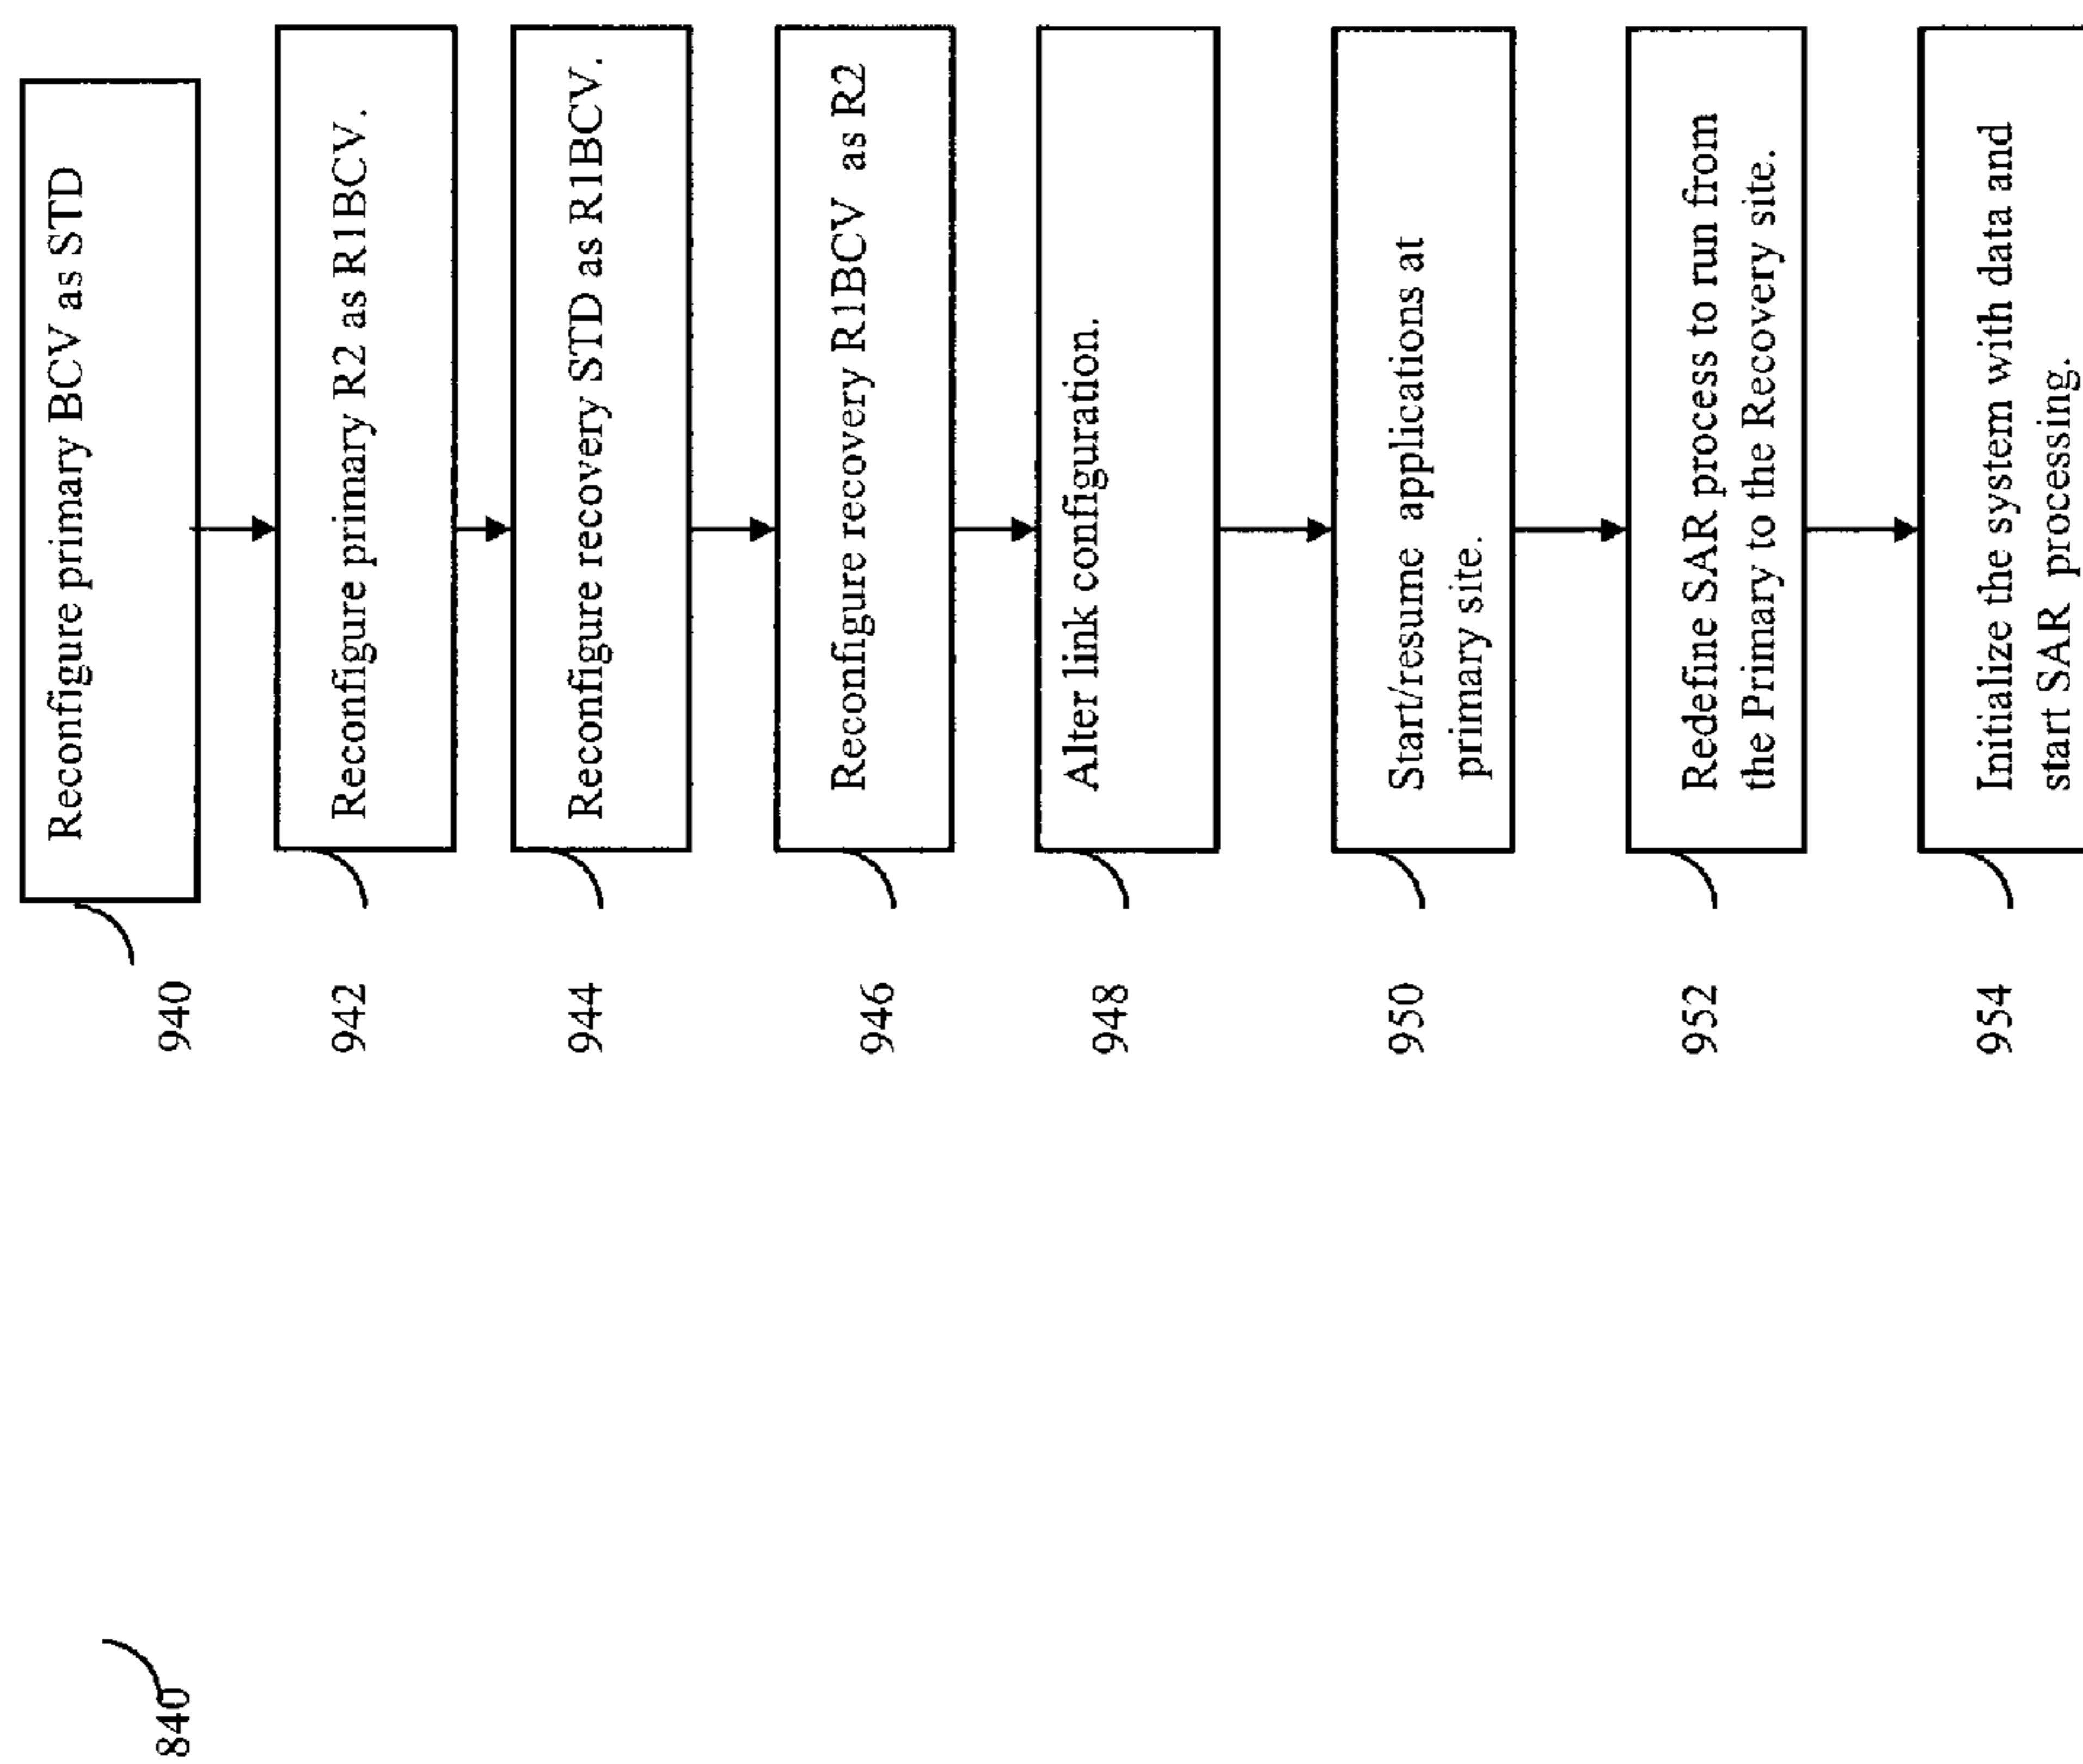 840
940
Reconfigure primary BCV as STD
942
Reconfigure primary R2 as R1BCV.
944
Reconfigure recovery STD as R1BCV.
946
Reconfigure recovery R1BCV as R2
948
Alter link configuration.
950
Start/resume applications at
primary site.
952
Redefine SAR process to run from
the Primary to the Recovery site.
954
Initialize the system with data and
start SAR processing.